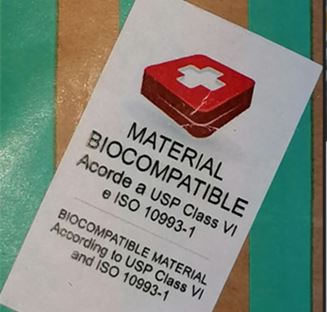 MATERIAL
BIOCOMPATIBLE
Acorde a USP Class VI
e ISO 10993-1
BIOCOMPATIBLE MATERIAL
According to USP Class VI
and ISO 10993-1